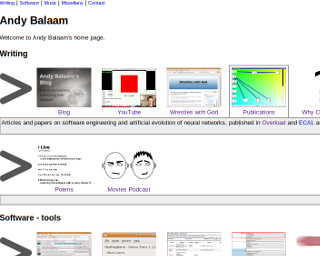 Writing | Software | Music | Miscellany | Contact
Andy Balaam
Welcome to Andy Balaam's home page.
Writing
Andy Balaam's Blog
Blog
YouTube
Wrestles with God
Publications
Why C
Articles and papers on software engineering and artificial evolution of neural networks, published in Overload and ECAL a
I Live
Poems
Movies Podcast
Software - tools